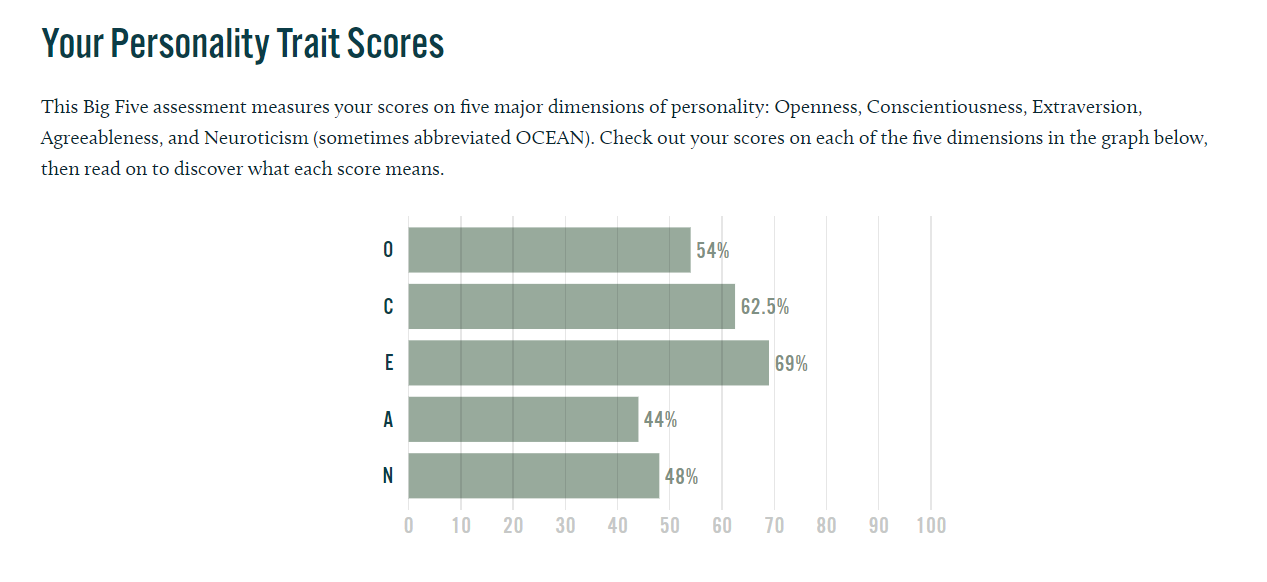 Your Personality Trait Scores
This Big Five assessment measures your scores on five major dimensions of personality: Openness, Conscientiousness, Extraversion,
Agreeableness, and Neuroticism (sometimes abbreviated OCEAN). Check out your scores on each of the five dimensions in the graph below,
then read on to discover what each score means.
O 54%
C 62.5%
E 69%
A 44%
N 48%
0 10 20 30 40 50 60 70 80 90 100